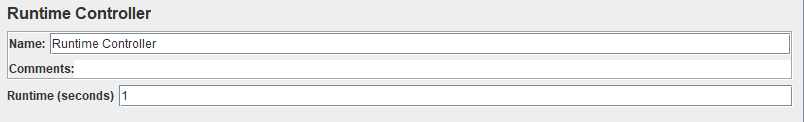 Runtime Controller
Name: Runtime Controller
Comments:
Runtime (seconds) 1